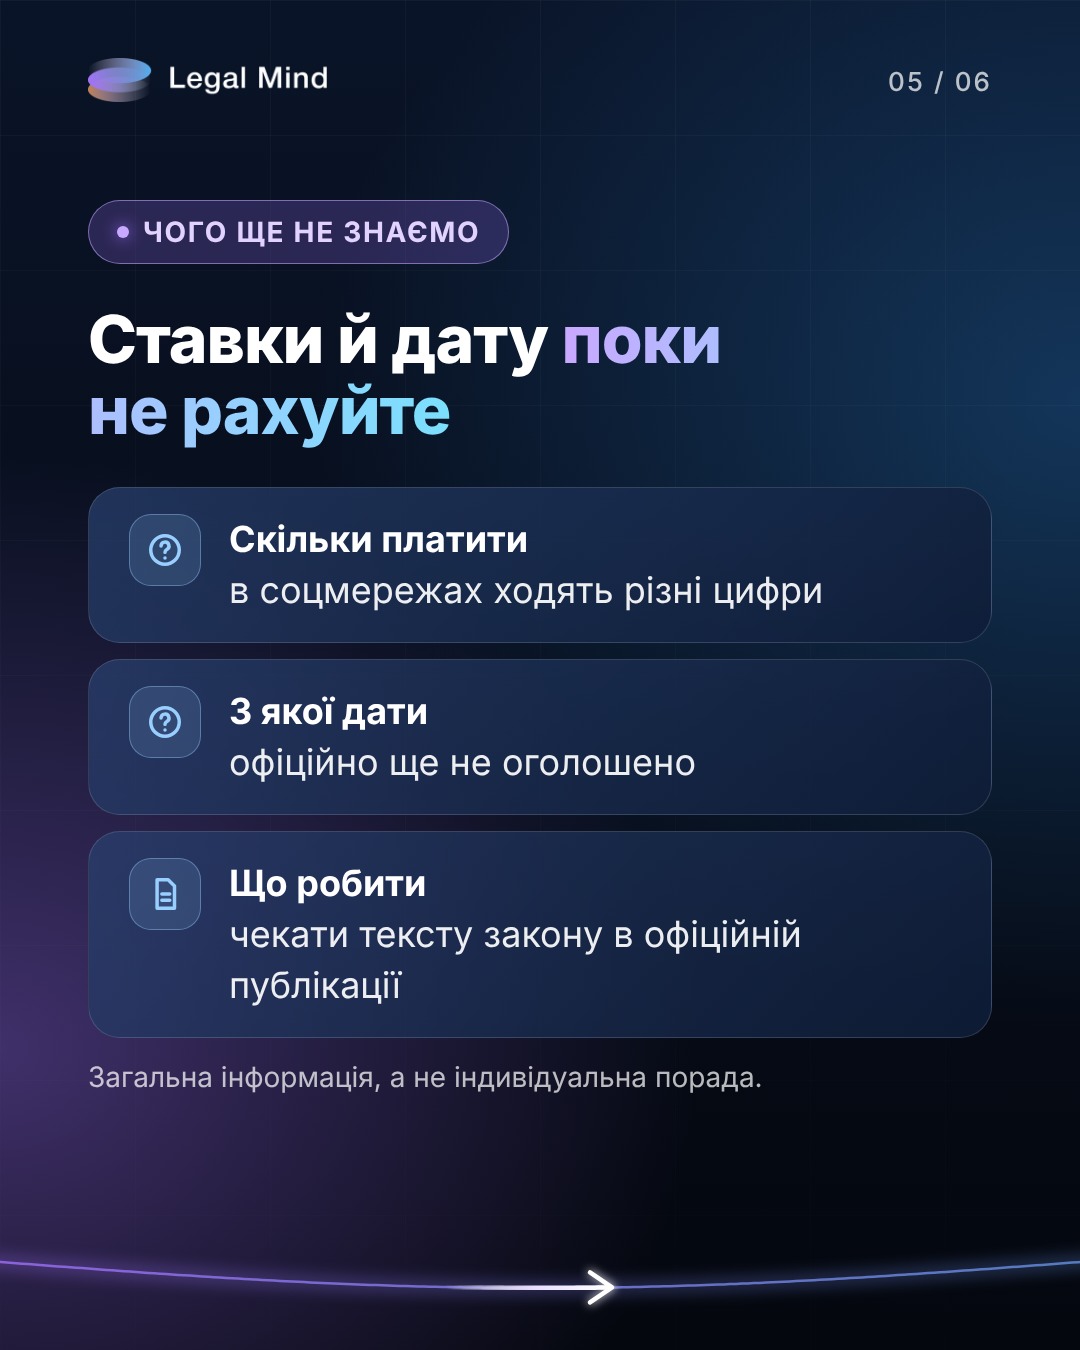 Legal Mind
05 / 06
ЧОГО ЩЕ НЕ ЗНАЄМО
Ставки й дату поки
не рахуйте
Скільки платити
в соцмережах ходять різні цифри
З якої дати
офіційно ще не оголошено
Що робити
чекати тексту закону в офіційній
публікації
Загальна інформація, а не індивідуальна порада.